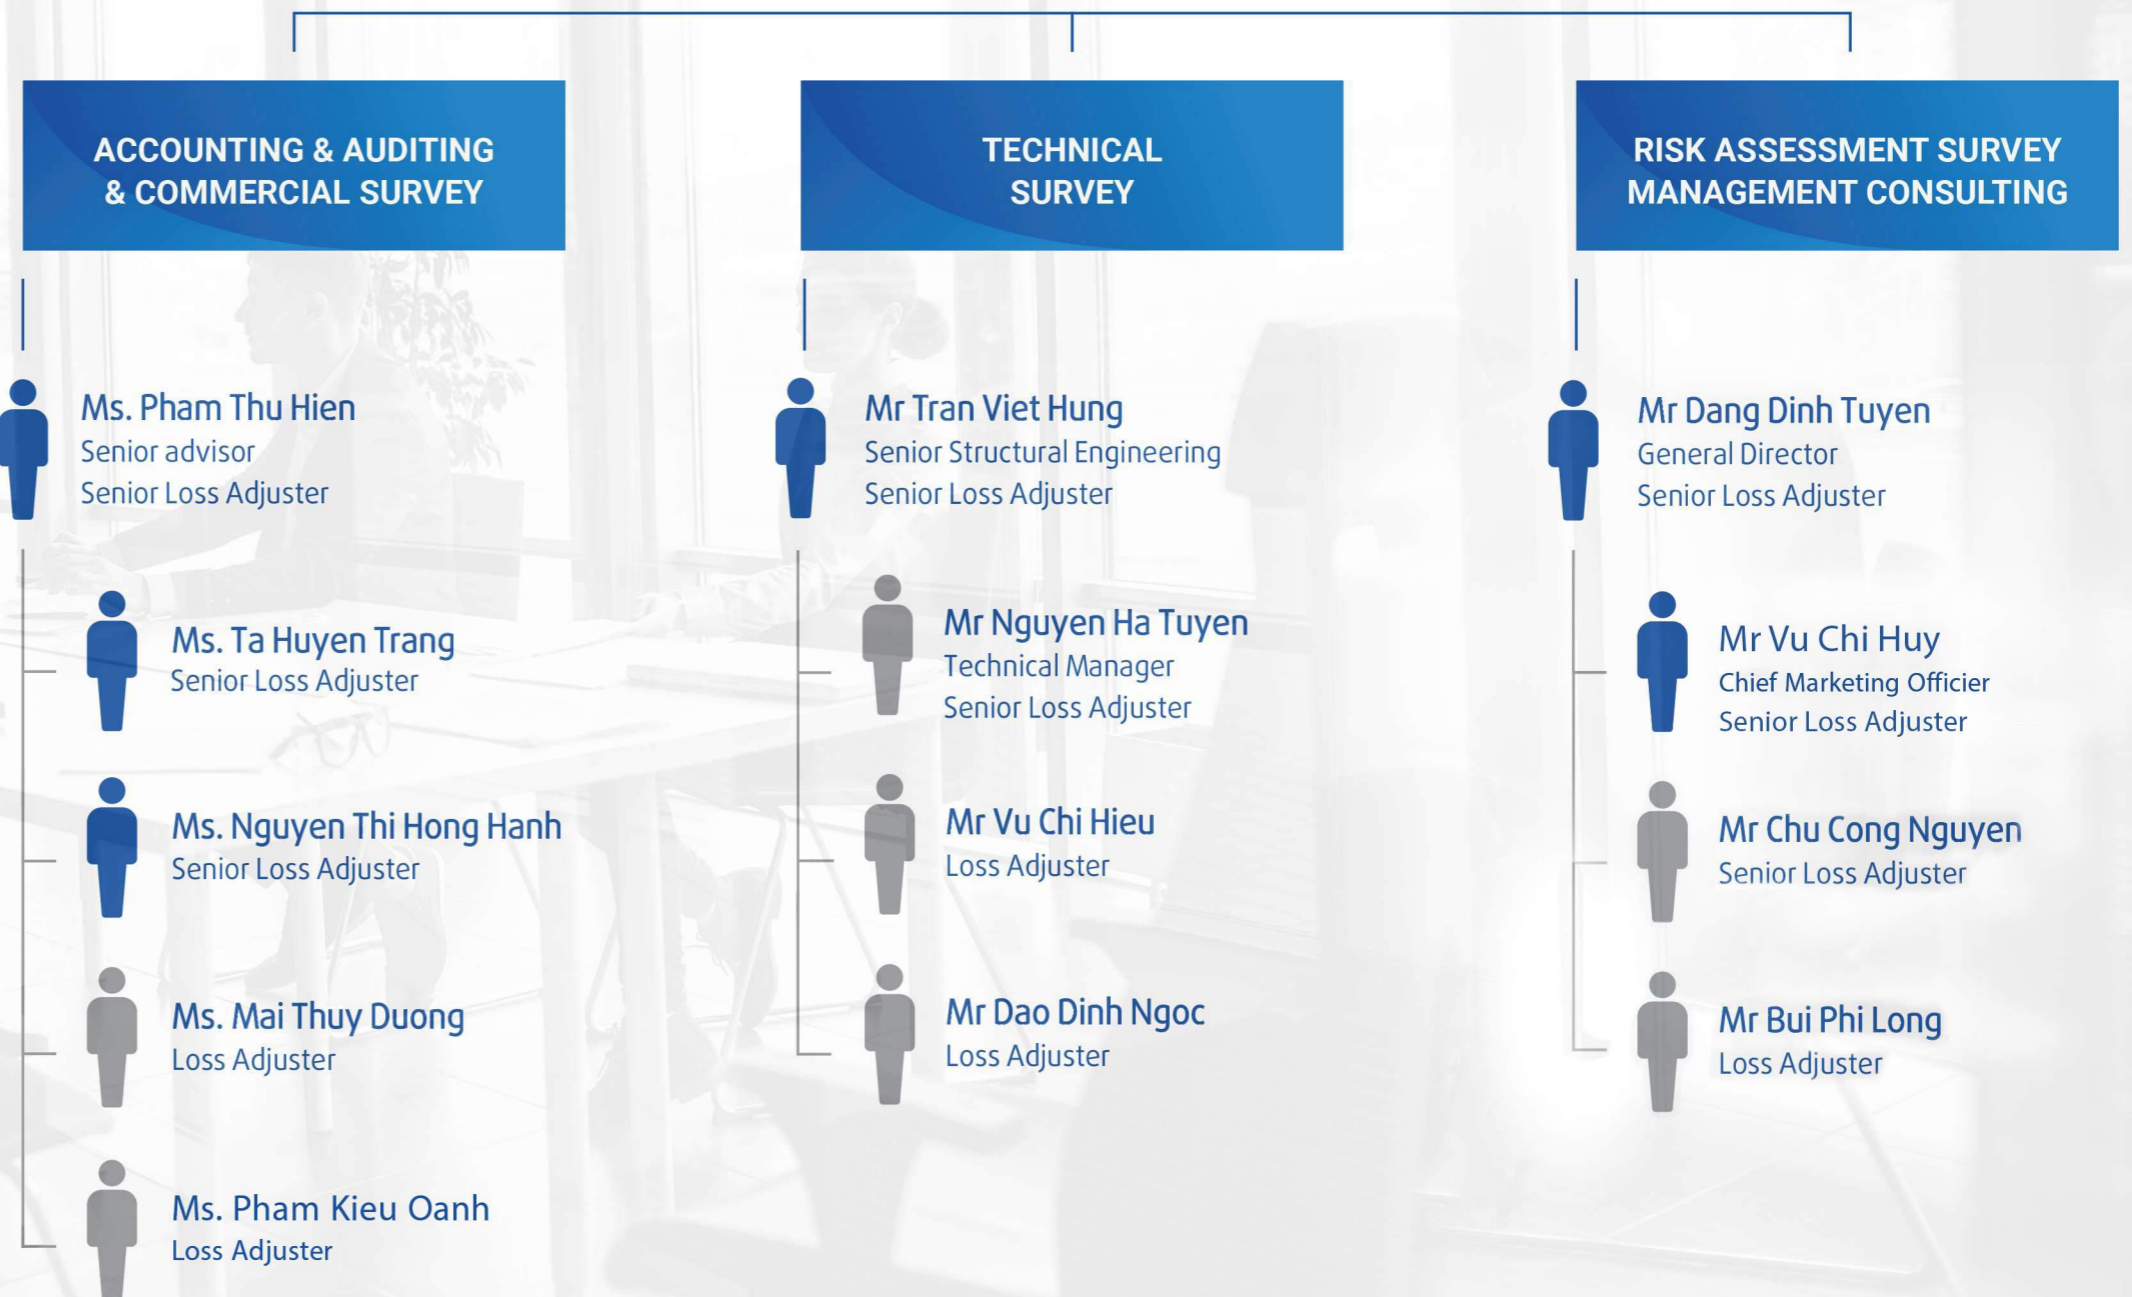 ACCOUNTING & AUDITING
& COMMERCIAL SURVEY
Ms. Pham Thu Hien
Senior advisor
Senior Loss Adjuster
Ms. Ta Huyen Trang
Senior Loss Adjuster
Ms. Nguyen Thi Hong Hanh
Senior Loss Adjuster
Ms. Mai Thuy Duong
Loss Adjuster
Ms. Pham Kieu Oanh
Loss Adjuster
TECHNICAL
SURVEY
Mr Tran Viet Hung
Senior Structural Engineering
Senior Loss Adjuster
Mr Nguyen Ha Tuyen
Technical Manager
Senior Loss Adjuster
Mr Vu Chi Hieu
Loss Adjuster
Mr Dao Dinh Ngoc
Loss Adjuster
RISK ASSESSMENT SURVEY
MANAGEMENT CONSULTING
Mr Dang Dinh Tuyen
General Director
Senior Loss Adjuster
Mr Vu Chi Huy
Chief Marketing Officier
Senior Loss Adjuster
Mr Chu Cong Nguyen
Senior Loss Adjuster
Mr Bui Phi Long
Loss Adjuster